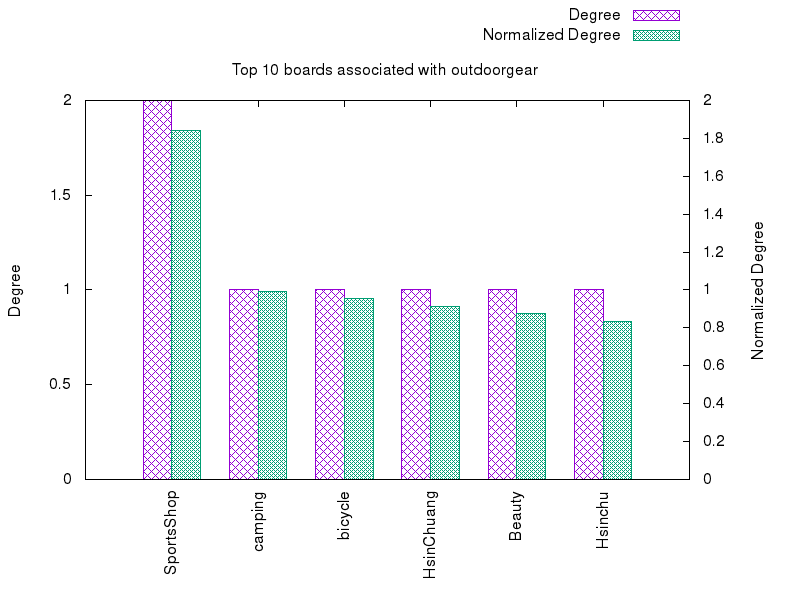 Degree
Normalized Degree
Top 10 boards associated with outdoorgear
2
1.5
1
0.5
0
Degree
2
1.8
1.6
1.4
1.2
1
0.8
0.6
0.4
0.2
0
Normalized Degree
SportsShop
camping
bicycle
HsinChuang
Beauty
Hsinchu